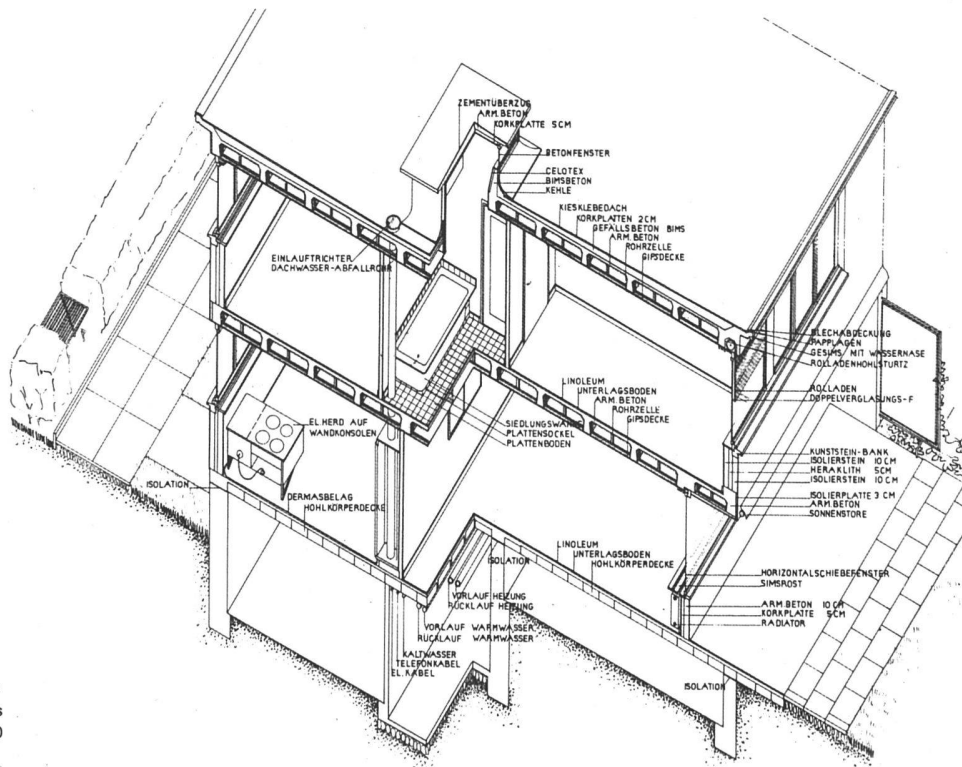 ZEMENTÜBERZUG
ARM. BETON
KORKPLATTE 5CM
BETONFENSTER
CELOTEX
BIMSBETON
KEHLE
KIESKLEBEDACH
KORKPLATTEN 2CM
GEFÄLLSBETON BIMS
ARM. BETON
ROHRZELLE
GIPSDECKE
EINLAUFTRICHTER
DACHWASSER-ABFALLROHR
BLECHABDECKUNG
PAPPLAGEN
GESIMS MIT WASSERNASE
ROLLADENHOHLSTURTZ
ROLLADEN
DOPPELVERGLASUNGS-F
LINOLEUM
UNTERLAGSBODEN
ARM. BETON
ROHRZELLE
GIPSDECKE
EL HERD AUF
WANDKONSOLEN
PLATTENSOCKEL
PLATTENBODEN
KUNSTSTEIN-BANK
ISOLIERSTEIN 10 CM
HERAKLITH 5CM
ISOLIERSTEIN 10 CM
ISOLIERPLATTE 3 CM
ARM. BETON
SONNENSTORE
ISOLATION
DERMASBELAG
HOHLKÖRPERDECKE
LINOLEUM
UNTERLAGSBODEN
HOHLKÖRPERDECKE
ISOLATION
HORIZONTALSCHIEBEFENSTER
SIMSROST
VORLAUF HEIZUNG
RÜCKLAUF HEIZUNG
ARM. BETON 10 CM
KORKPLATTE 5CM
RADIATOR
VORLAUF WARMWASSER
RÜCKLAUF WARMWASSER
KALTWASSER
TELEFONKABEL
EL. KABEL
ISOLATION